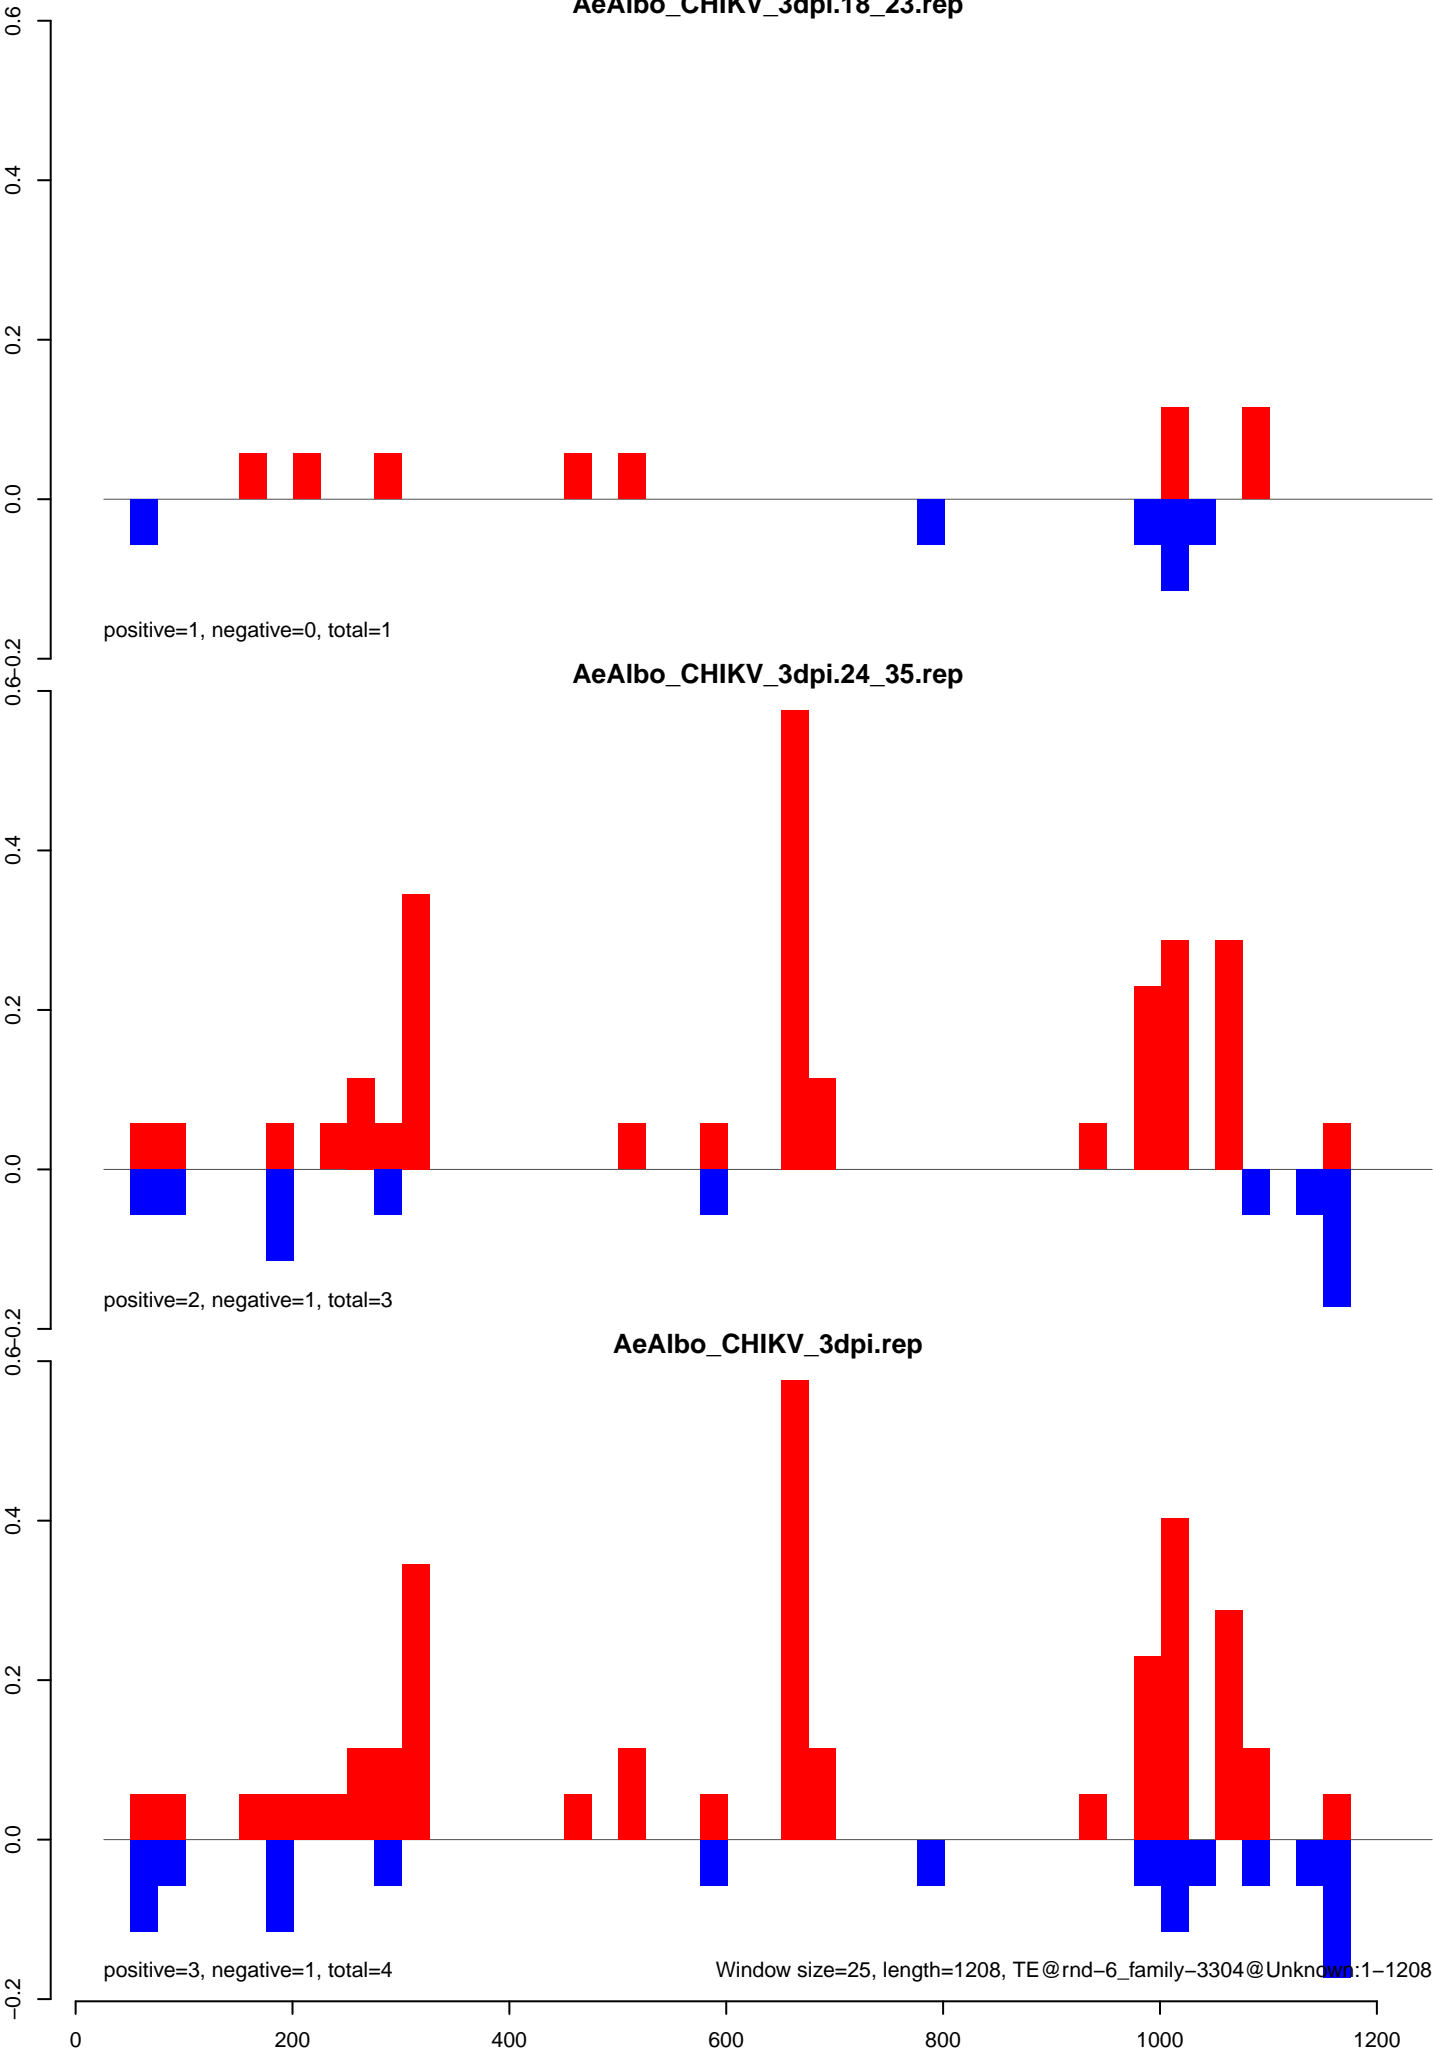 AeAlbo_CHIKV_3dpi.18_23.rep
0.6
0.4
0.2
0.0
−0.2
positive=1, negative=0, total=1
AeAlbo_CHIKV_3dpi.24_35.rep
0.6
0.4
0.2
0.0
−0.2
positive=2, negative=1, total=3
AeAlbo_CHIKV_3dpi.rep
0.6
0.4
0.2
0.0
−0.2
positive=3, negative=1, total=4
Window size=25, length=1208, TE@rnd−6_family−3304@Unknown:1−1208
0 200 400 600 800 1000 1200